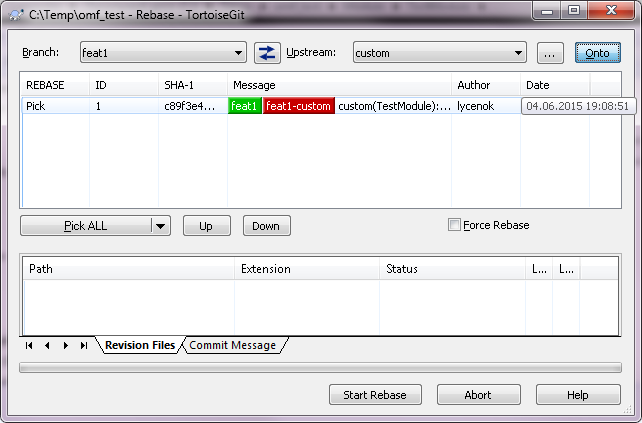 C:\Temp\omf_test - Rebase - TortoiseGit
Branch: feat1 Upstream: custom ... Onto
REBASE ID SHA-1 Message Author Date
Pick 1 c89f3e4... feat1 feat1-custom custom(TestModule):... lycenok 04.06.2015 19:08:51
Pick ALL Up Down Force Rebase
Path Extension Status L... L...
Revision Files Commit Message
Start Rebase Abort Help